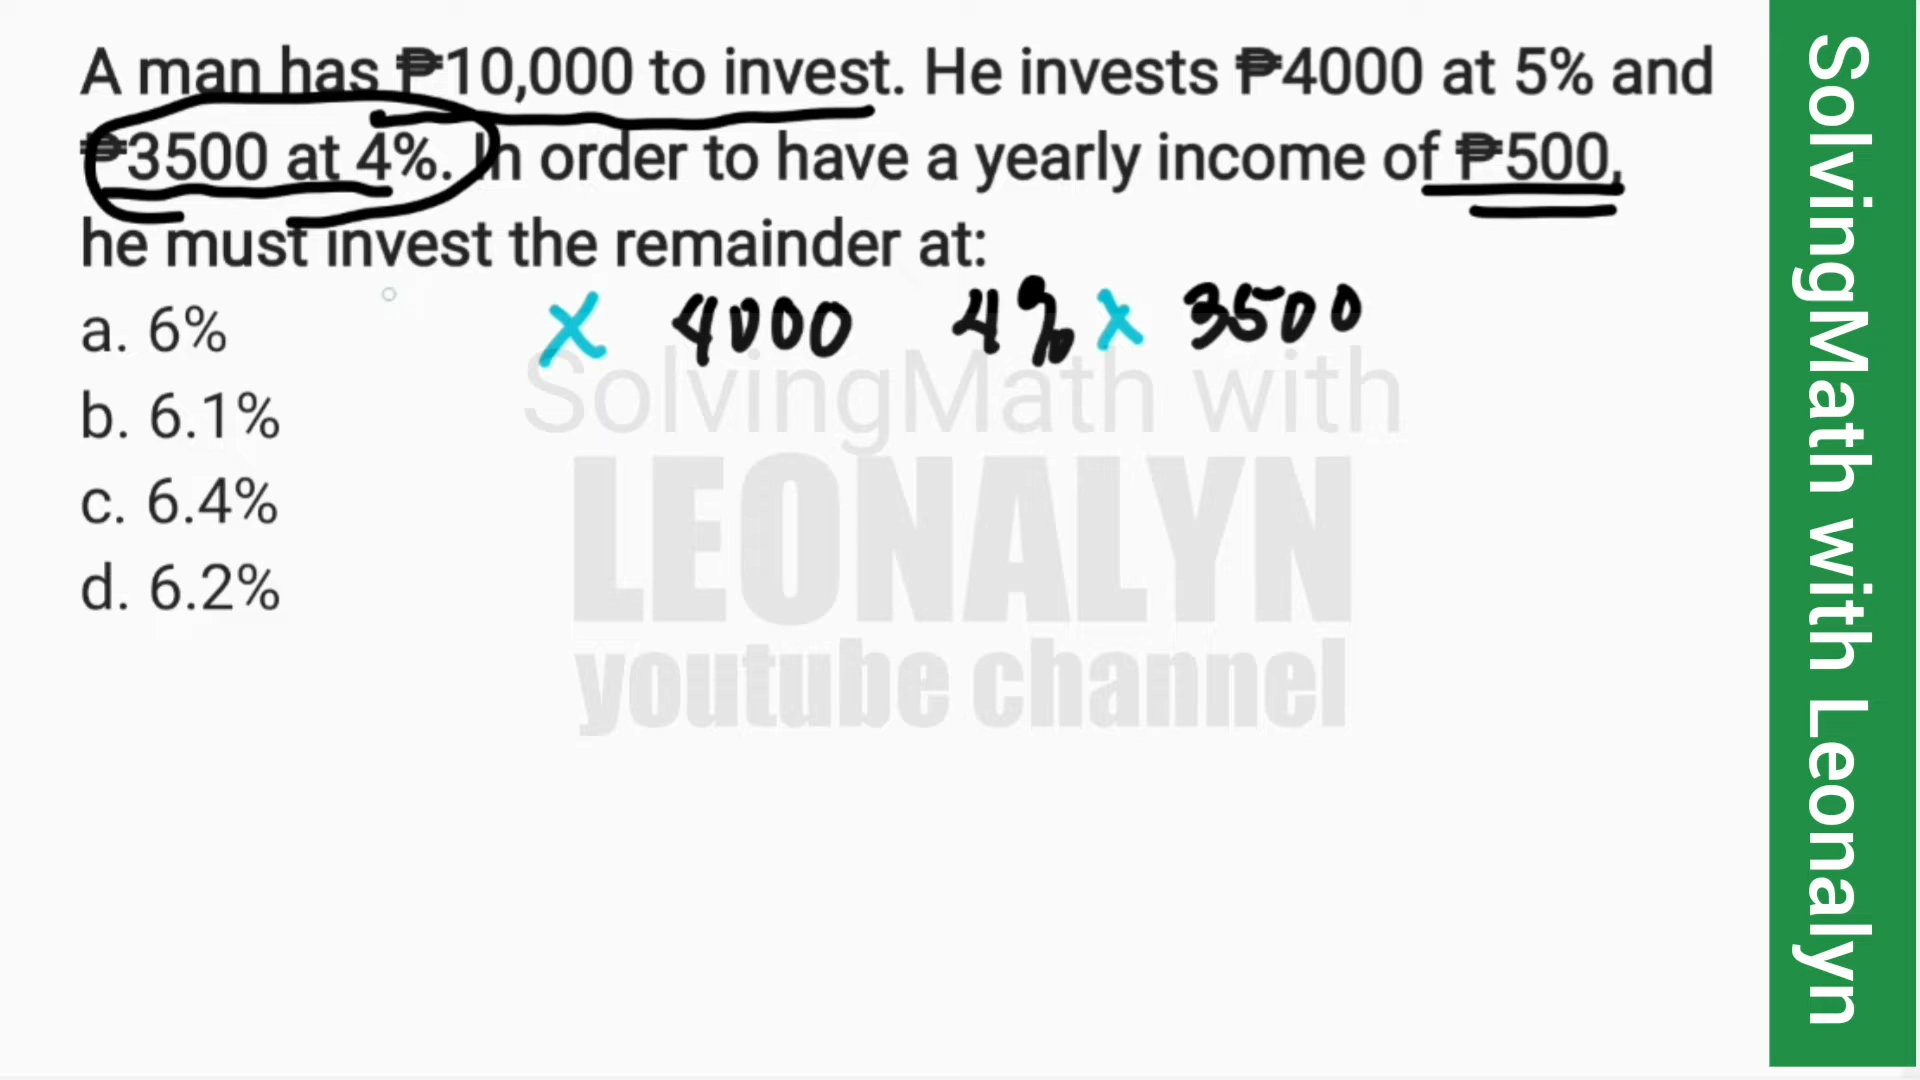 A man has ₱10,000 to invest. He invests ₱4000 at 5% and
₱3500 at 4%. In order to have a yearly income of ₱500,
he must invest the remainder at:
a. 6%
x 4000 4% x 3500
b. 6.1%
c. 6.4%
d. 6.2%
SolvingMath with
LEONALYN
youtube channel
SolvingMath with Leonalyn